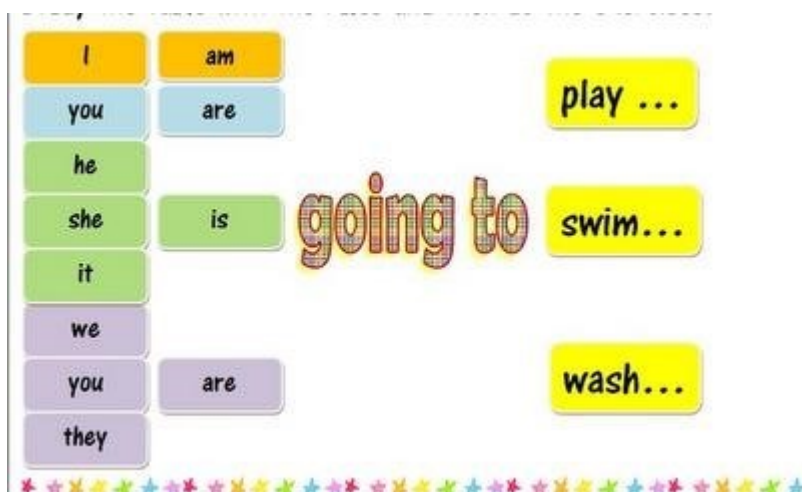 I am
you are play ...
he
she is going to swim...
it
we
you are wash...
they